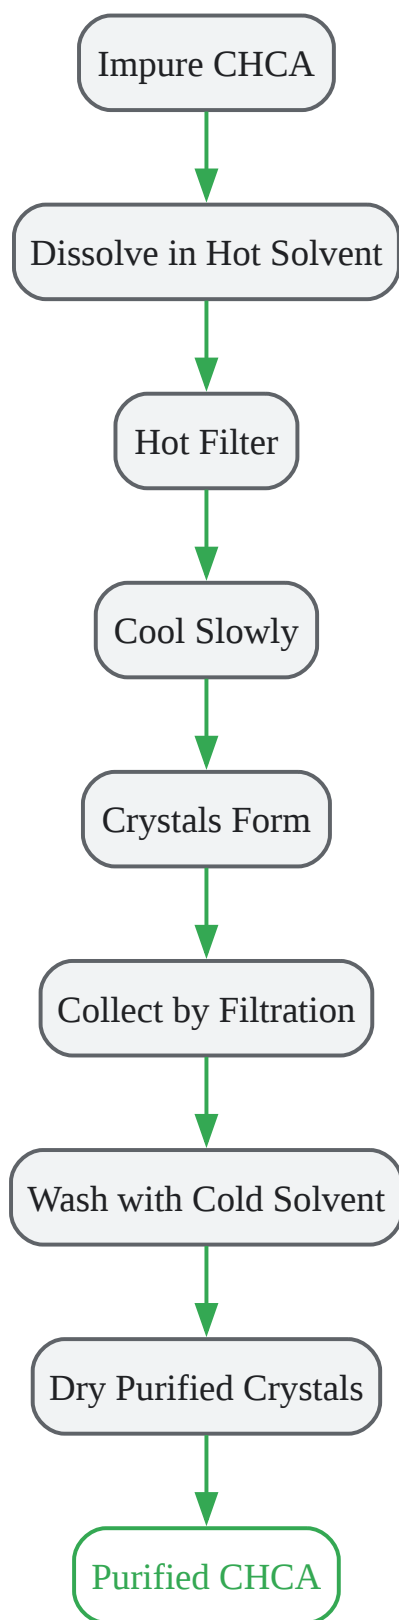 Impure CHCA
Dissolve in Hot Solvent
Hot Filter
Cool Slowly
Crystals Form
Collect by Filtration
Wash with Cold Solvent
Dry Purified Crystals
Purified CHCA